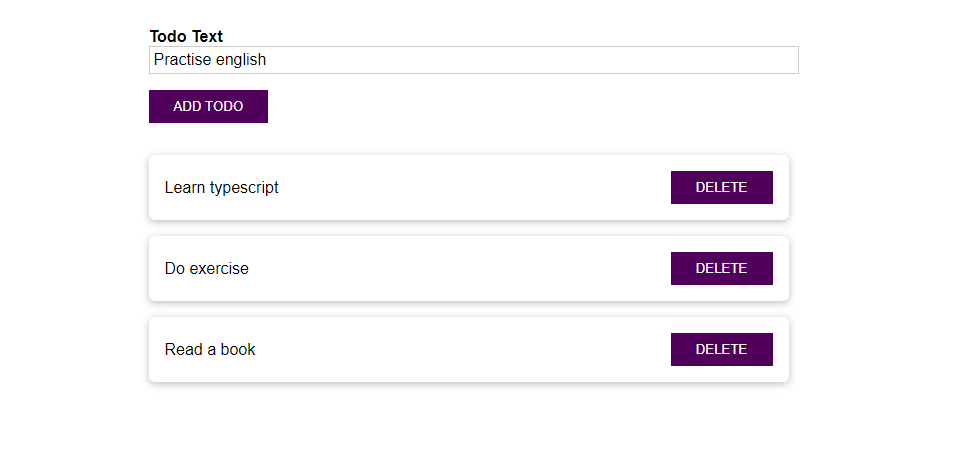 Todo Text
Practise english
ADD TODO
Learn typescript
DELETE
Do exercise
DELETE
Read a book
DELETE